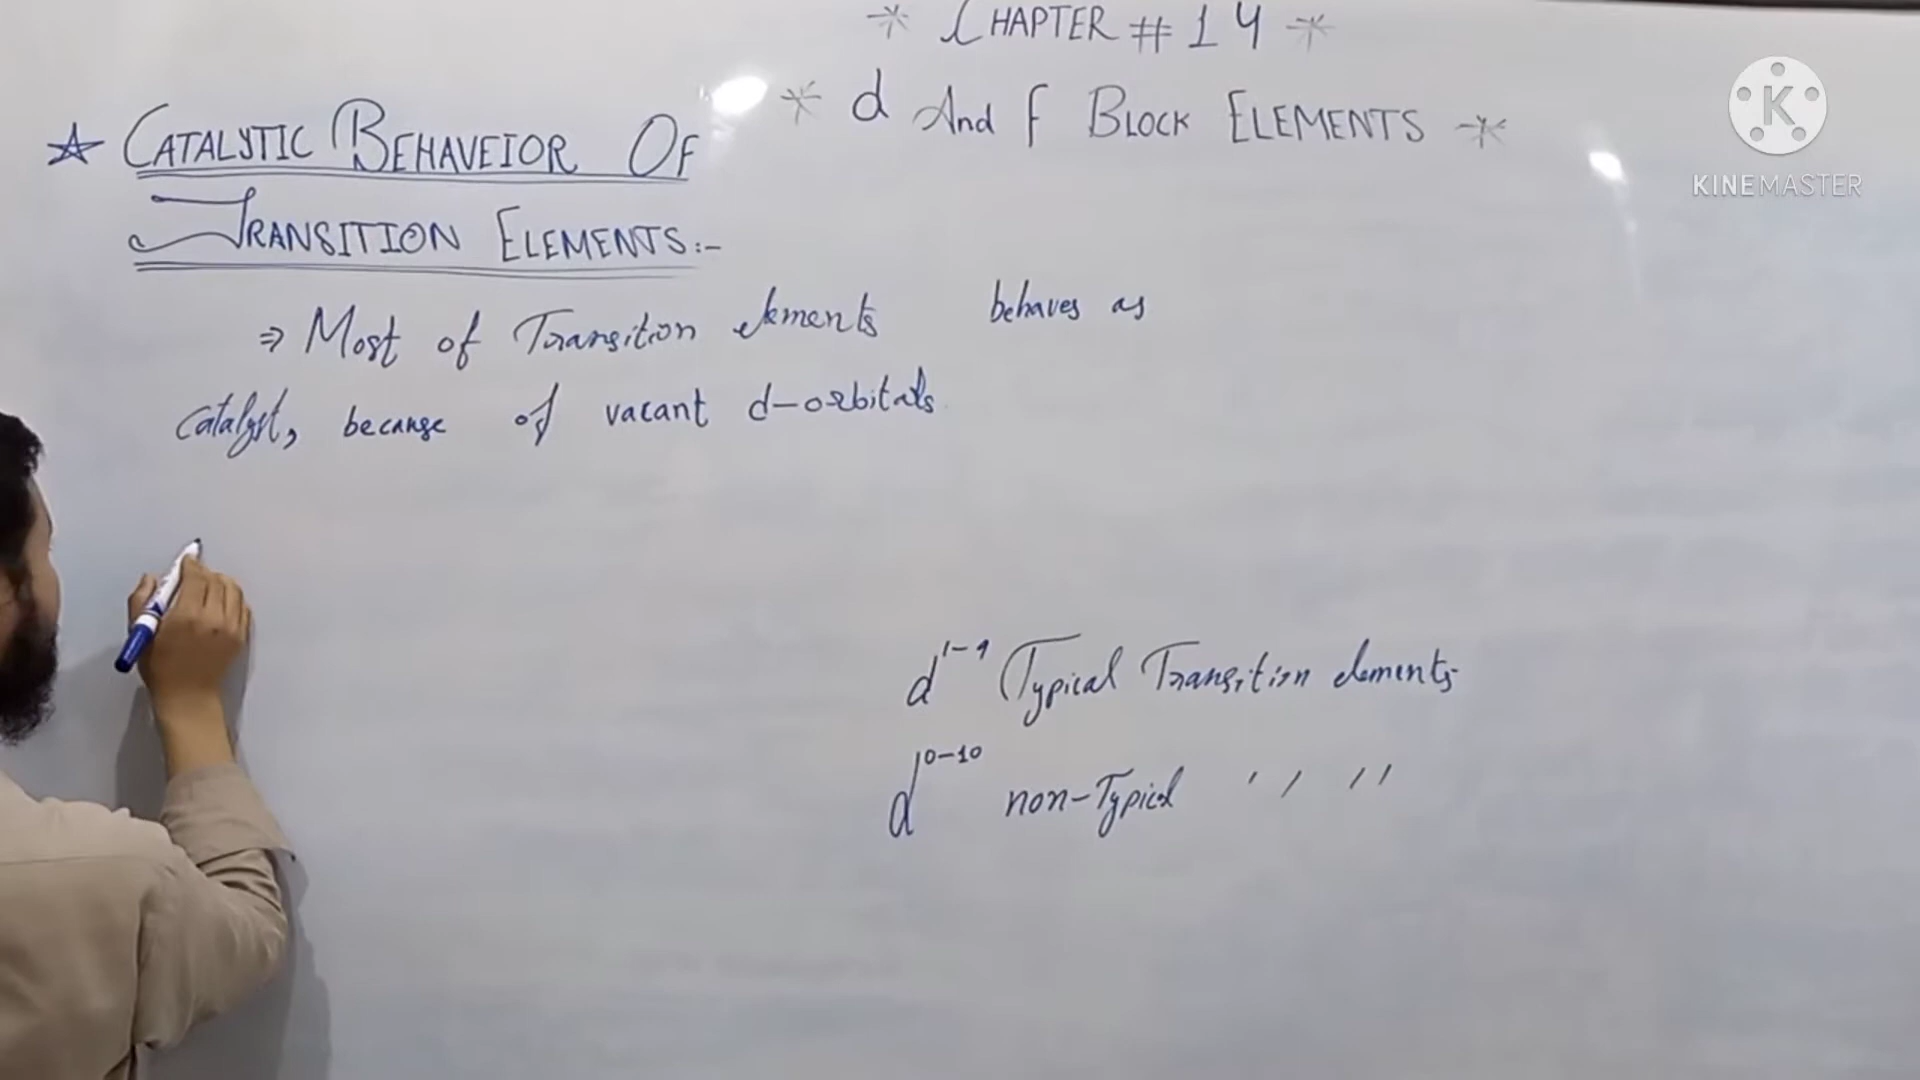 * CHAPTER # 14 *
* d And f BLOCK ELEMENTS *
☆ CATALYTIC BEHAVEIOR OF
TRANSITION ELEMENTS:-
⇒ Most of Transition elements behaves as
Catalyst, becauge of vacant d-orbitals
d¹⁻⁹ Typical Transition elements
d⁰⁻¹⁰ non-Typical ' / //
K
KINEMASTER